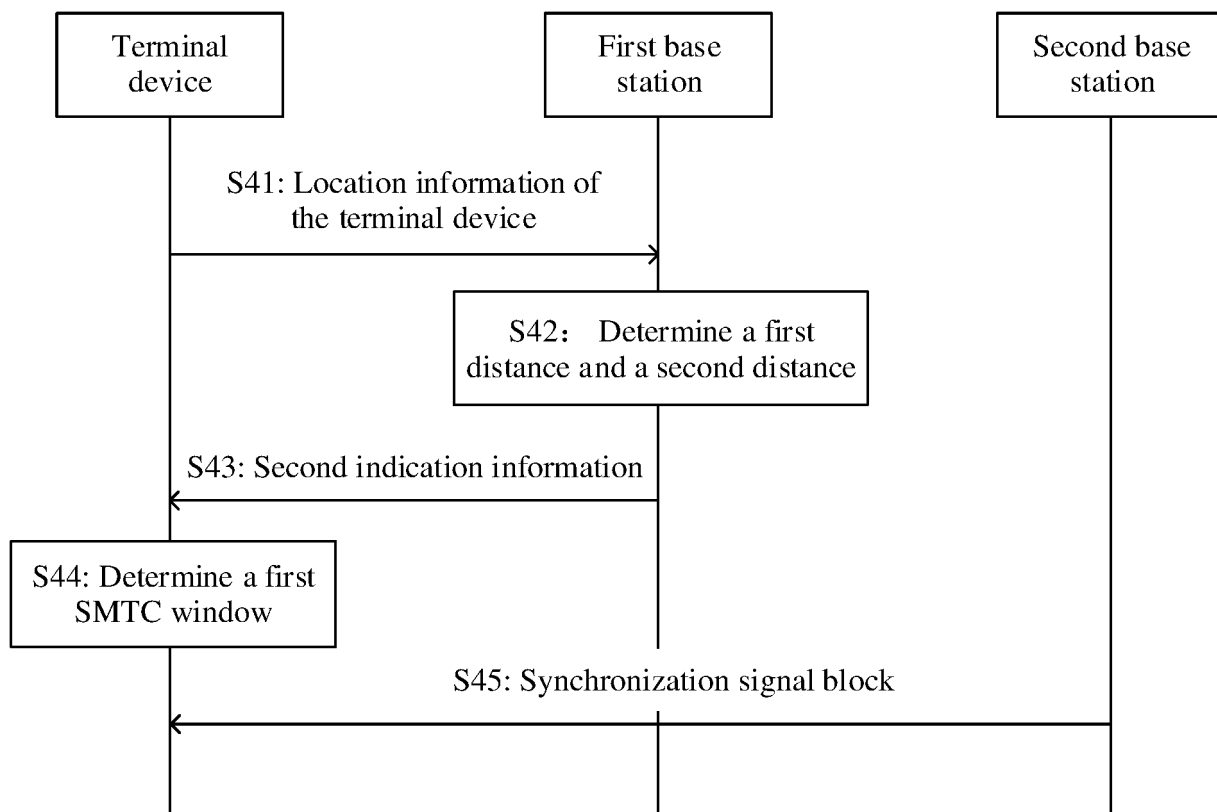 Terminal
device
First base
station
Second base
station
S41: Location information of
the terminal device
S42： Determine a first
distance and a second distance
S43: Second indication information
S44: Determine a first
SMTC window
S45: Synchronization signal block